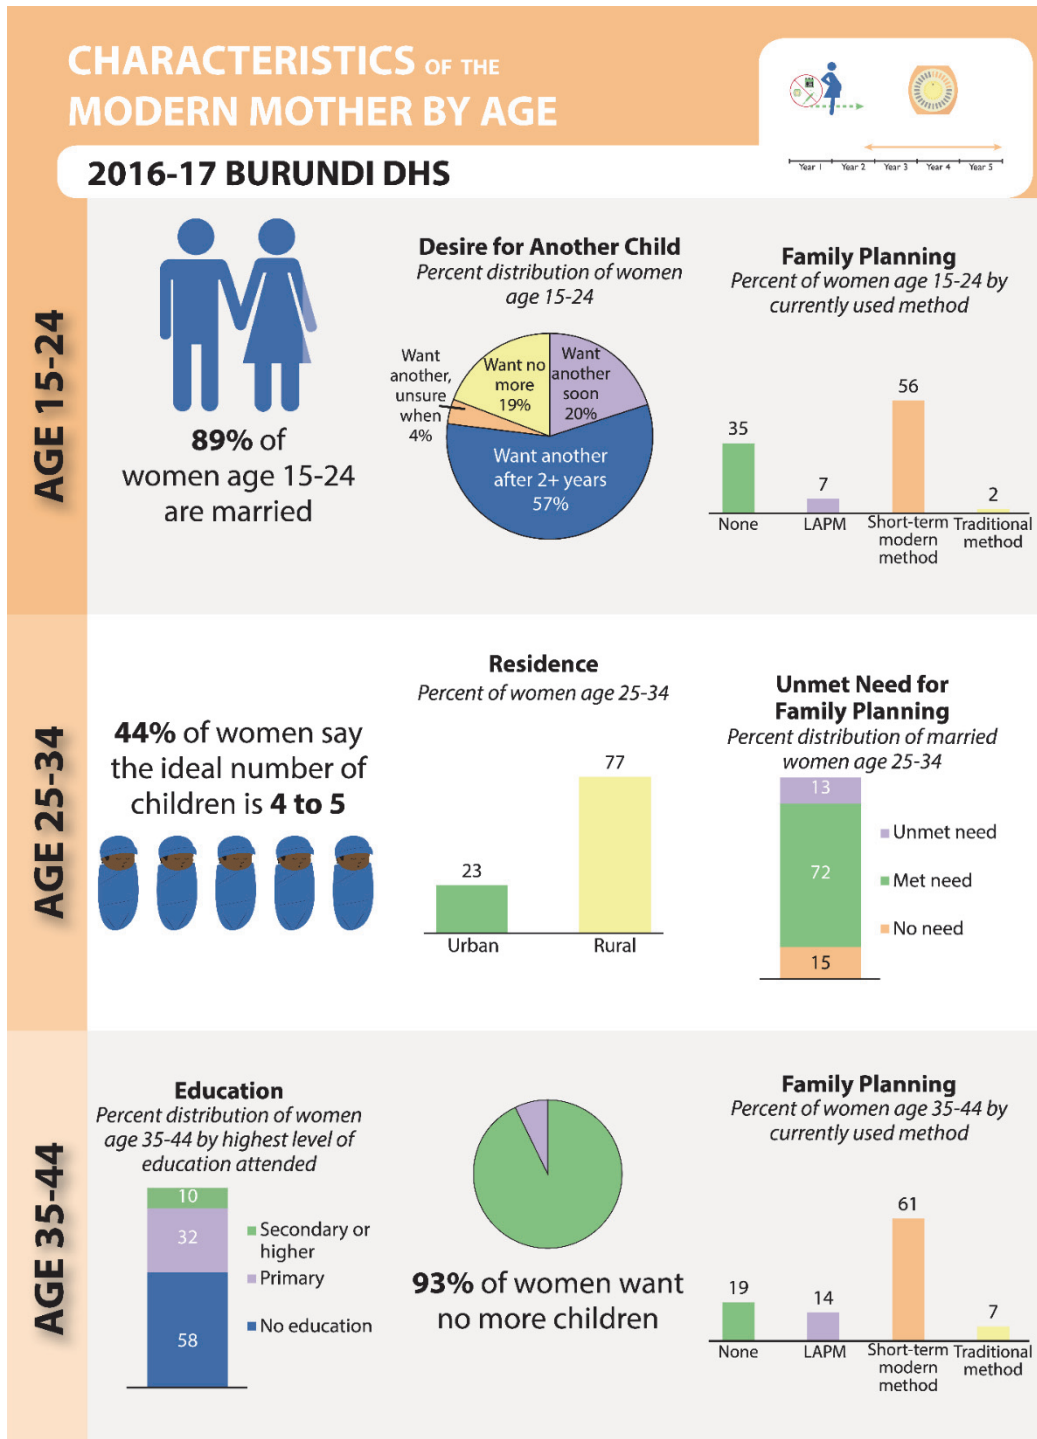 CHARACTERISTICS OF THE
MODERN MOTHER BY AGE
Year 1 Year 2 Year 3 Year 4 Year 5
2016-17 BURUNDI DHS
AGE 15-24
89% of
women age 15-24
are married
Desire for Another Child
Percent distribution of women
age 15-24
Want
another,
unsure
when
4%
Want no
more
19%
Want
another
soon
20%
Want another
after 2+ years
57%
Family Planning
Percent of women age 15-24 by
currently used method
35
7
56
2
None
LAPM
Short-term
modern
method
Traditional
method
AGE 25-34
44% of women say
the ideal number of
children is 4 to 5
Residence
Percent of women age 25-34
23
77
Urban
Rural
Unmet Need for
Family Planning
Percent distribution of married
women age 25-34
13
72
15
Unmet need
Met need
No need
AGE 35-44
Education
Percent distribution of women
age 35-44 by highest level of
education attended
10
32
58
Secondary or
higher
Primary
No education
93% of women want
no more children
Family Planning
Percent of women age 35-44 by
currently used method
19
14
61
7
None
LAPM
Short-term
modern
method
Traditional
method